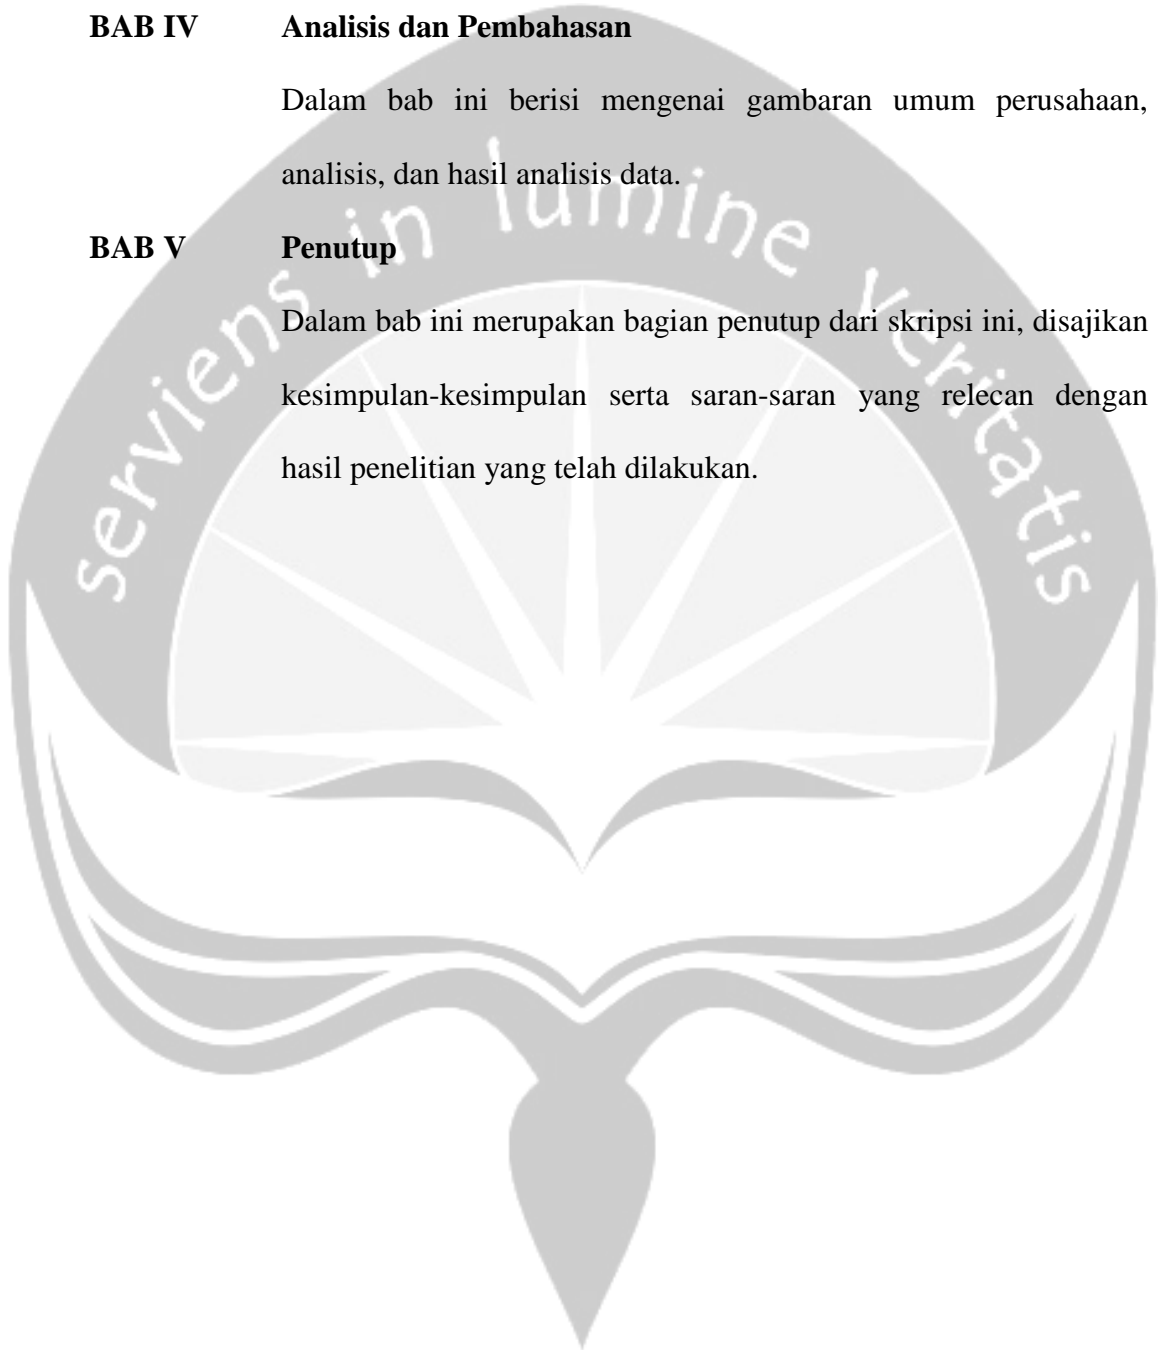 BAB IV Analisis dan Pembahasan
Dalam bab ini berisi mengenai gambaran umum perusahaan,
analisis, dan hasil analisis data.
BAB V Penutup
Dalam bab ini merupakan bagian penutup dari skripsi ini, disajikan
kesimpulan-kesimpulan serta saran-saran yang relecan dengan
hasil penelitian yang telah dilakukan.
serviens in lumine veritatis